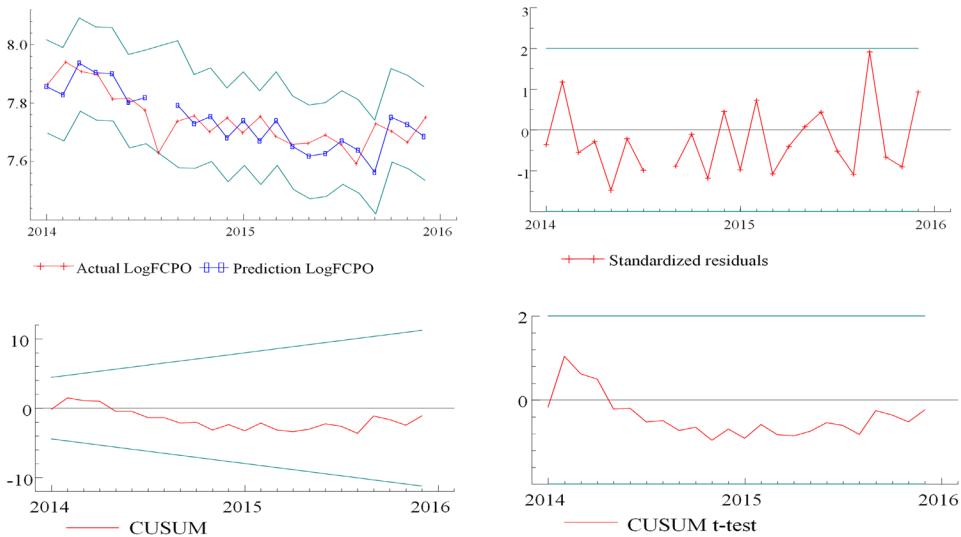 8.0
7.8
7.6
2014 2015 2016
Actual LogFCPO Prediction LogFCPO
3
2
1
0
-1
2014 2015 2016
Standardized residuals
10
0
-10
2014 2015 2016
CUSUM
2
0
2014 2015 2016
CUSUM t-test